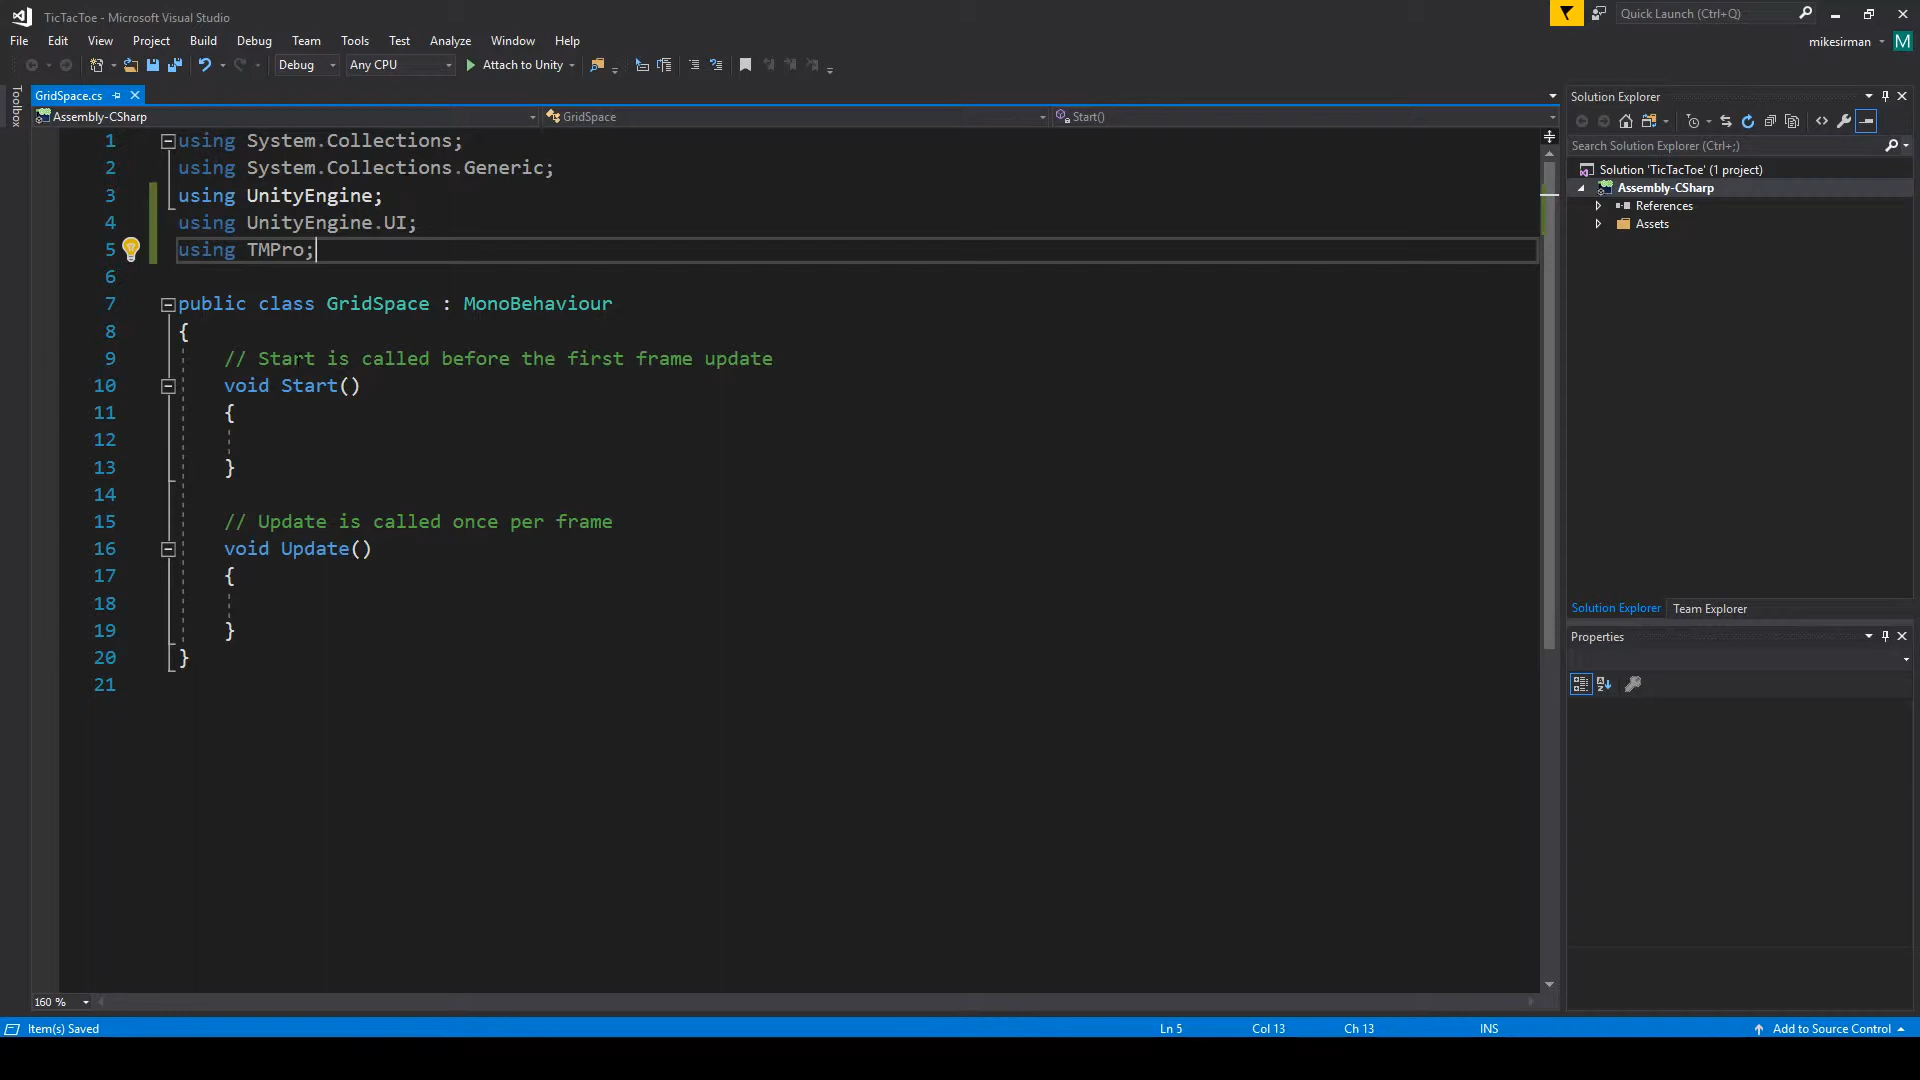 TicTacToe - Microsoft Visual Studio
Quick Launch (Ctrl+Q)
File Edit View Project Build Debug Team Tools Test Analyze Window Help
mikesirman M
Debug Any CPU Attach to Unity
Toolbox
GridSpace.cs
Assembly-CSharp GridSpace Start()
1 using System.Collections;
2 using System.Collections.Generic;
3 using UnityEngine;
4 using UnityEngine.UI;
5 using TMPro;
6
7 public class GridSpace : MonoBehaviour
8 {
9 // Start is called before the first frame update
10 void Start()
11 {
12
13 }
14
15 // Update is called once per frame
16 void Update()
17 {
18
19 }
20 }
21
160 %
Solution Explorer
Search Solution Explorer (Ctrl+;)
Solution 'TicTacToe' (1 project)
Assembly-CSharp
References
Assets
Solution Explorer Team Explorer
Properties
Item(s) Saved Ln 5 Col 13 Ch 13 INS Add to Source Control